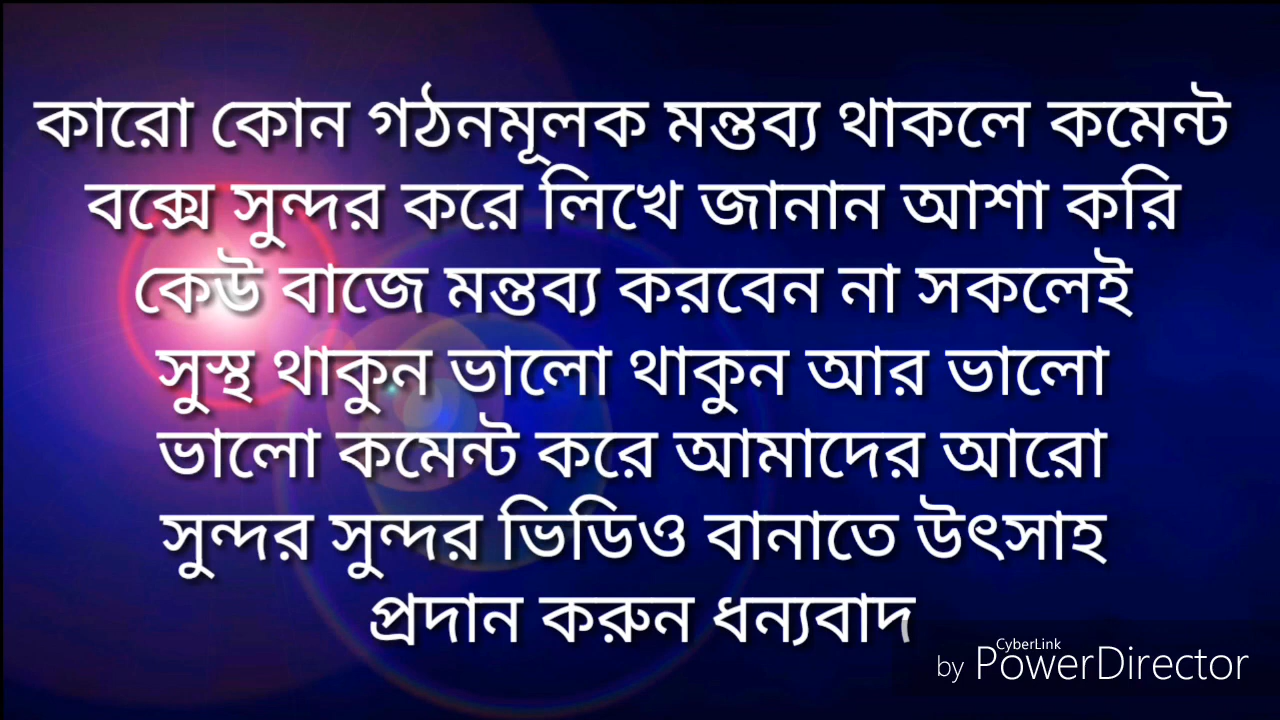 কারো কোন গঠনমূলক মন্তব্য থাকলে কমেন্ট
বক্সে সুন্দর করে লিখে জানান আশা করি
কেউ বাজে মন্তব্য করবেন না সকলেই
সুস্থ থাকুন ভালো থাকুন আর ভালো
ভালো কমেন্ট করে আমাদের আরো
সুন্দর সুন্দর ভিডিও বানাতে উৎসাহ
প্রদান করুন ধন্যবাদ
CyberLink
by PowerDirector